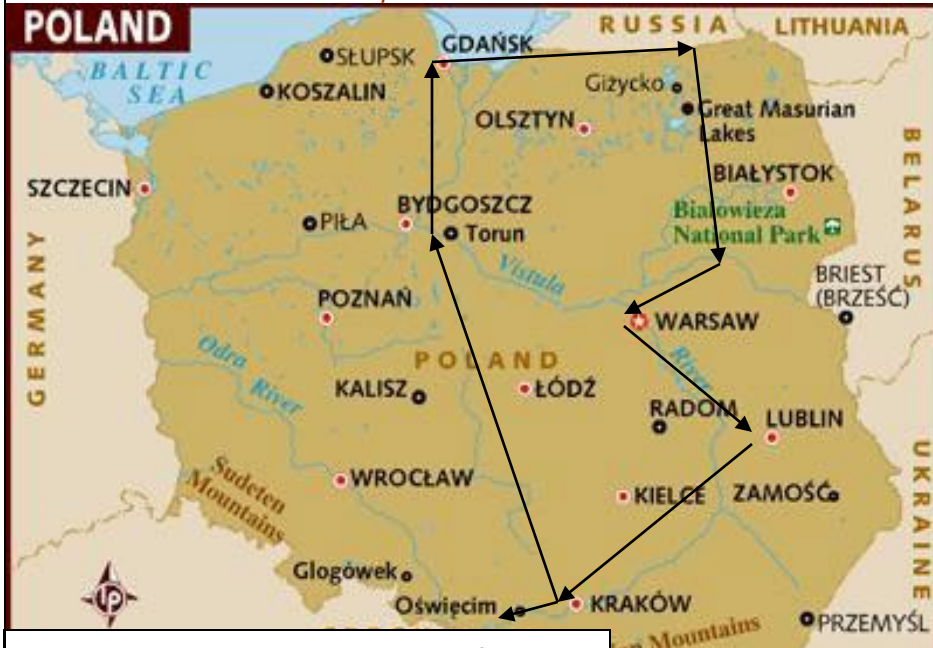 POLAND
RUSSIA
LITHUANIA
GDAŃSK
SŁUPSK
BALTIC
SEA
KOSZALIN
Giżycko
Great Masurian
Lakes
OLSZTYN
SZCZECIN
BIAŁYSTOK
BYDGOSZCZ
PIŁA
Torun
Bialowieza
National Park
BELARUS
GERMANY
Vistula
BRIEST
(BRZEŚĆ)
POZNAŃ
WARSAW
Odra
River
POLAND
River
KALISZ
ŁÓDŹ
RADOM
LUBLIN
WROCŁAW
Sudeten
Mountains
KIELCE
ZAMOŚĆ
UKRAINE
Glogówek
LP
Oświęcim
KRAKÓW
PRZEMYŚL
Mountains